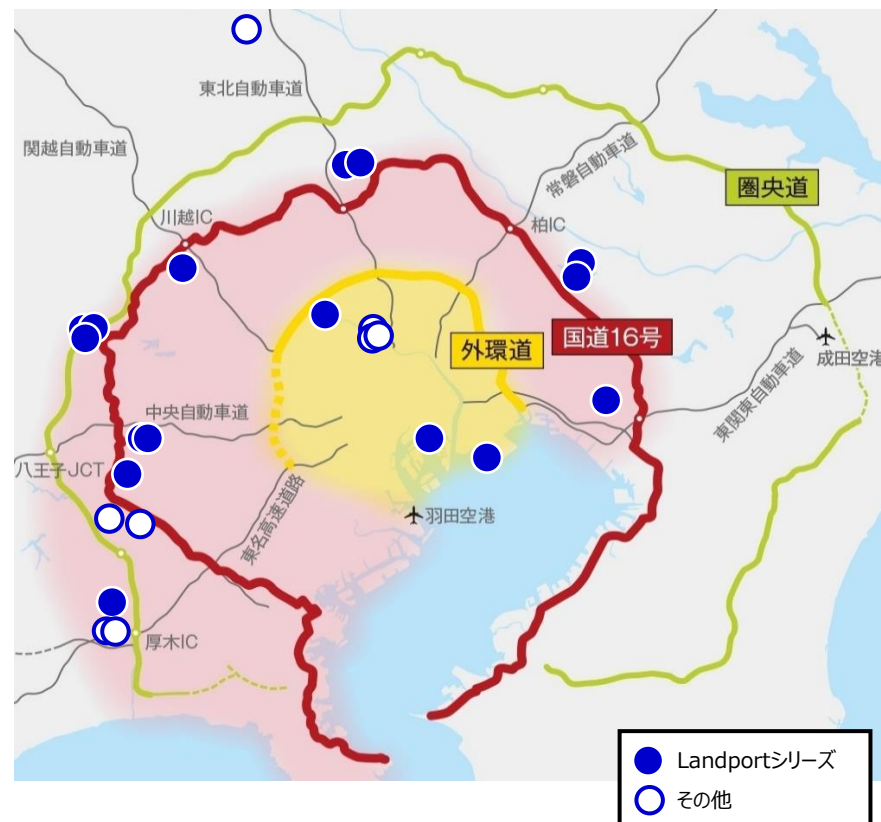 東北自動車道
関越自動車道
常磐自動車道
圏央道
川越IC
柏IC
国道16号
外環道
成田空港
東関東自動車道
中央自動車道
八王子JCT
東名高速道路
羽田空港
厚木IC
Landportシリーズ
その他